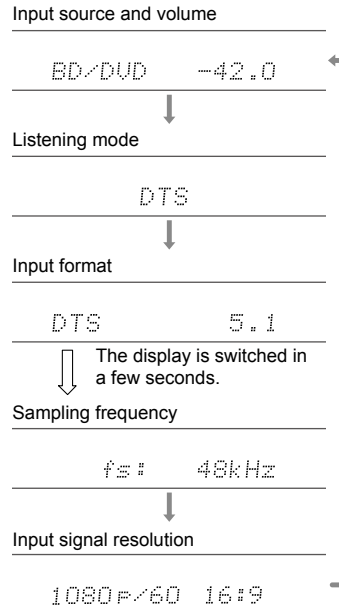 Input source and volume
BD/DVD -42.0
Listening mode
DTS
Input format
DTS 5.1
The display is switched in
a few seconds.
Sampling frequency
fs: 48kHz
Input signal resolution
1080p/60 16:9